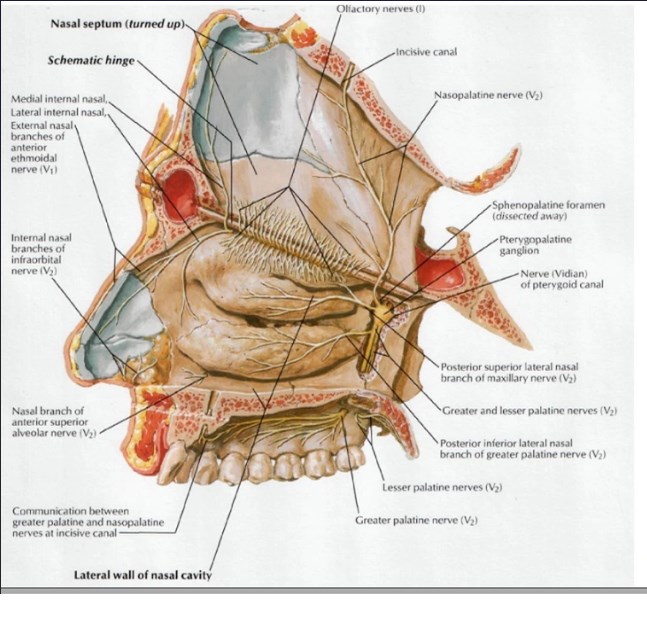 Olfactory nerves (I)
Nasal septum (turned up)
Schematic hinge
Incisive canal
Nasopalatine nerve (V₂)
Medial internal nasal,
Lateral internal nasal,
External nasal
branches of
anterior
ethmoidal
nerve (V₁)
Sphenopalatine foramen
(dissected away)
Pterygopalatine
ganglion
Nerve (Vidian)
of pterygoid canal
Internal nasal
branches of
infraorbital
nerve (V₂)
Posterior superior lateral nasal
branch of maxillary nerve (V₂)
Greater and lesser palatine nerves (V₂)
Nasal branch of
anterior superior
alveolar nerve (V₂)
Posterior inferior lateral nasal
branch of greater palatine nerve (V₂)
Lesser palatine nerves (V₂)
Greater palatine nerve (V₂)
Communication between
greater palatine and nasopalatine
nerves at incisive canal
Lateral wall of nasal cavity